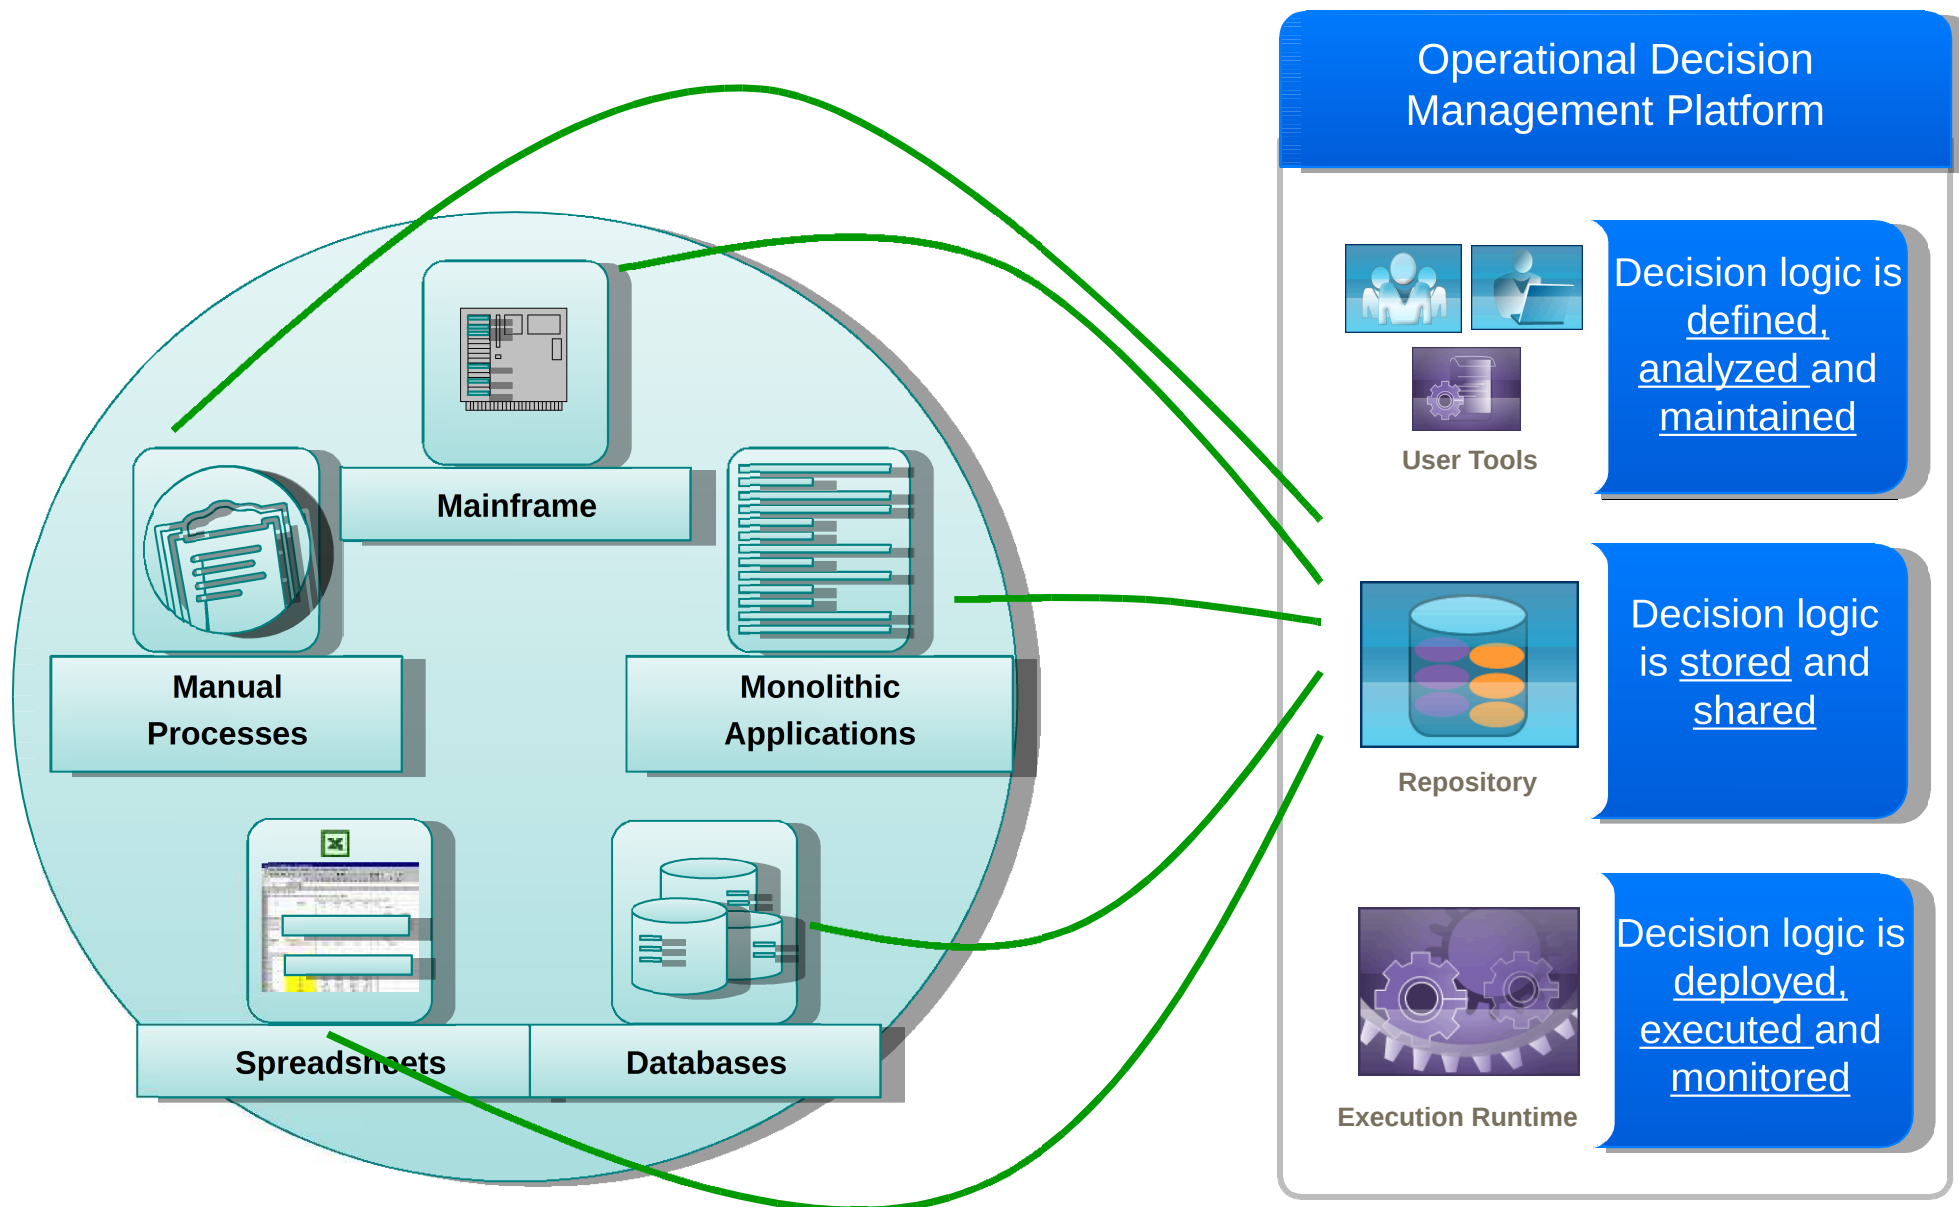 Operational Decision
Management Platform
Mainframe
Manual
Processes
Monolithic
Applications
Spreadsheets
Databases
User Tools
Decision logic is
defined,
analyzed and
maintained
Repository
Decision logic
is stored and
shared
Execution Runtime
Decision logic is
deployed,
executed and
monitored